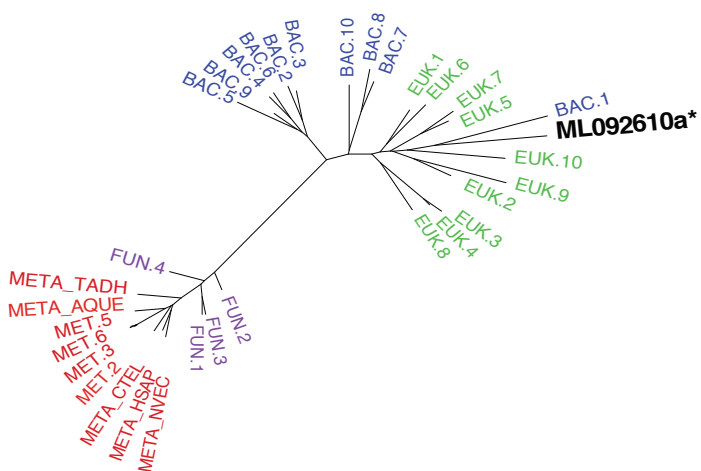 BAC.5
BAC.9
BAC.4
BAC.6
BAC.2
BAC.3
BAC.10
BAC.8
BAC.7
EUK.1
EUK.6
EUK.7
EUK.5
BAC.1
ML092610a*
EUK.10
EUK.9
EUK.2
EUK.3
EUK.4
EUK.8
FUN.4
FUN.2
FUN.3
FUN.1
META_TADH
META_AQUE
MET.5
MET.6
MET.3
MET.2
META_CTEL
META_HSAP
META_NVEC